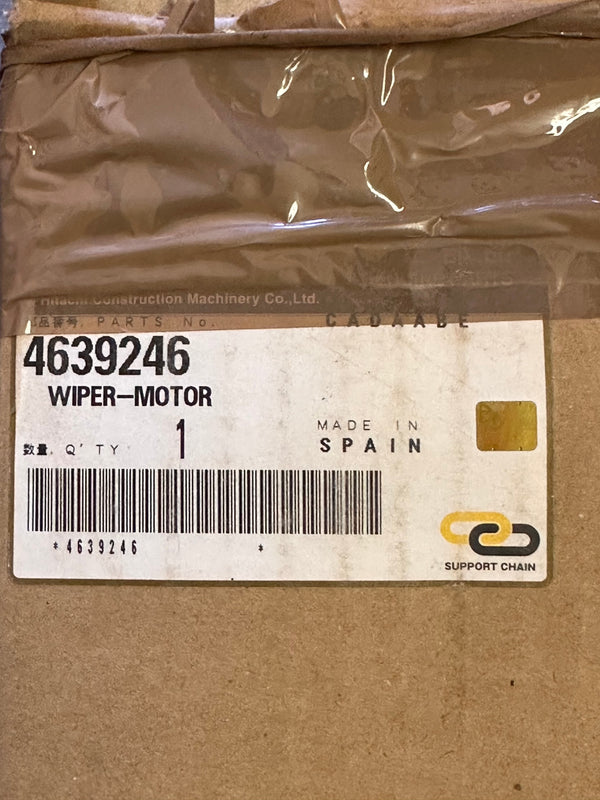 Hitachi Construction Machinery Co.,Ltd.
部品番号. PARTS No. CADAABE
4639246
WIPER-MOTOR
数量. Q'TY 1 MADE IN
SPAIN
*4639246 *
SUPPORT CHAIN